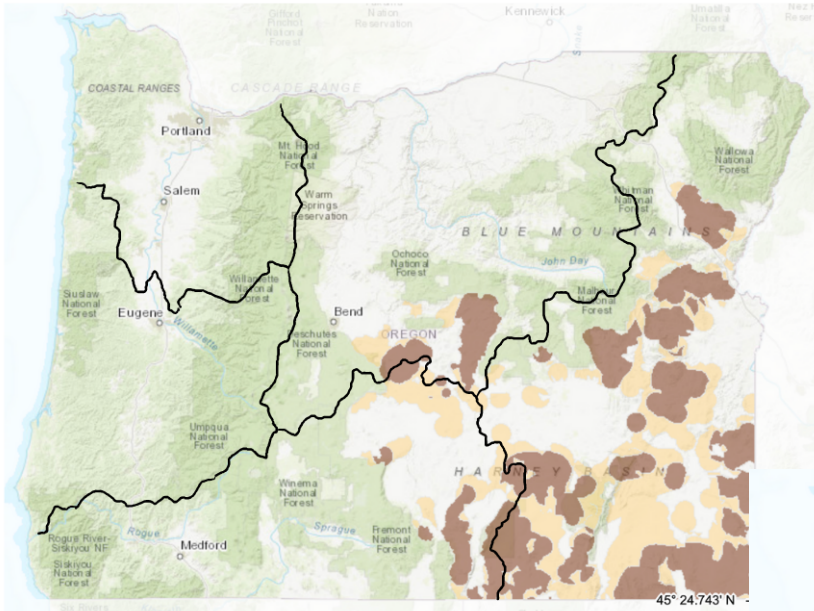 Gifford
Pinchot
National
Forest
Reservation
Kennewick
Snake
Umatilla
National
Forest
COASTAL RANGES
CASCADE RANGE
Portland
Mt. Hood
National
Forest
Wallowa
National
Forest
Salem
Warm
Springs
Reservation
Whitman
National
Forest
BLUE MOUNTAINS
Ochoco
National
Forest
John Day
Siuslaw
National
Forest
Willamette
National
Forest
Malheur
National
Forest
Eugene
Willamette
Bend
Deschutes
National
Forest
OREGON
Umpqua
National
Forest
HARNEY BASIN
Winema
National
Forest
Rogue
Sprague
Fremont
National
Forest
Rogue River-
Siskiyou NF
Medford
Siskiyou
National
Forest
45° 24.743' N